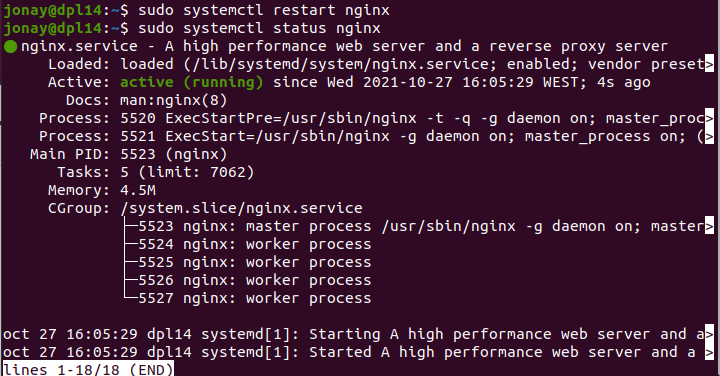 jonay@dpl14:~$ sudo systemctl restart nginx
jonay@dpl14:~$ sudo systemctl status nginx
● nginx.service - A high performance web server and a reverse proxy server
     Loaded: loaded (/lib/systemd/system/nginx.service; enabled; vendor preset>
     Active: active (running) since Wed 2021-10-27 16:05:29 WEST; 4s ago
       Docs: man:nginx(8)
    Process: 5520 ExecStartPre=/usr/sbin/nginx -t -q -g daemon on; master_proc>
    Process: 5521 ExecStart=/usr/sbin/nginx -g daemon on; master_process on; (>
   Main PID: 5523 (nginx)
      Tasks: 5 (limit: 7062)
     Memory: 4.5M
     CGroup: /system.slice/nginx.service
             ├─5523 nginx: master process /usr/sbin/nginx -g daemon on; master>
             ├─5524 nginx: worker process
             ├─5525 nginx: worker process
             ├─5526 nginx: worker process
             └─5527 nginx: worker process
oct 27 16:05:29 dpl14 systemd[1]: Starting A high performance web server and a>
oct 27 16:05:29 dpl14 systemd[1]: Started A high performance web server and a >
lines 1-18/18 (END)